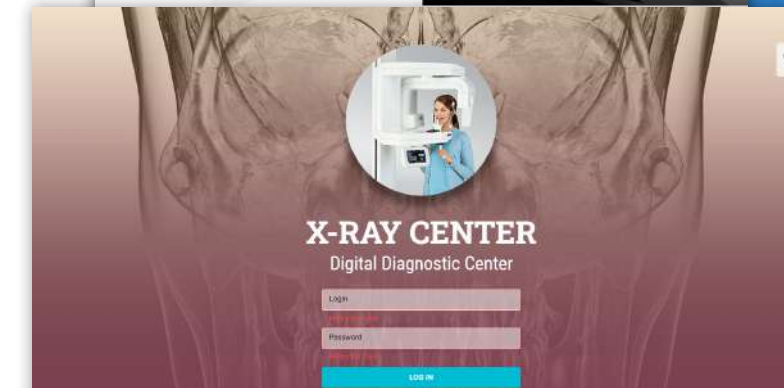 X-RAY CENTER
Digital Diagnostic Center
Login
Password
LOG IN